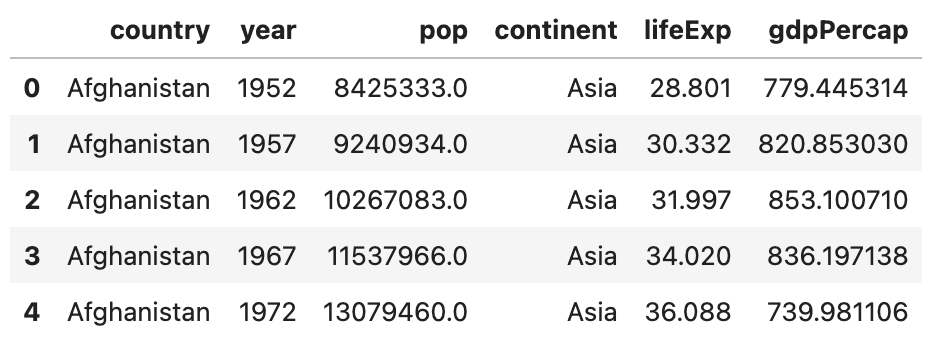 country year pop continent lifeExp gdpPercap
0 Afghanistan 1952 8425333.0 Asia 28.801 779.445314
1 Afghanistan 1957 9240934.0 Asia 30.332 820.853030
2 Afghanistan 1962 10267083.0 Asia 31.997 853.100710
3 Afghanistan 1967 11537966.0 Asia 34.020 836.197138
4 Afghanistan 1972 13079460.0 Asia 36.088 739.981106